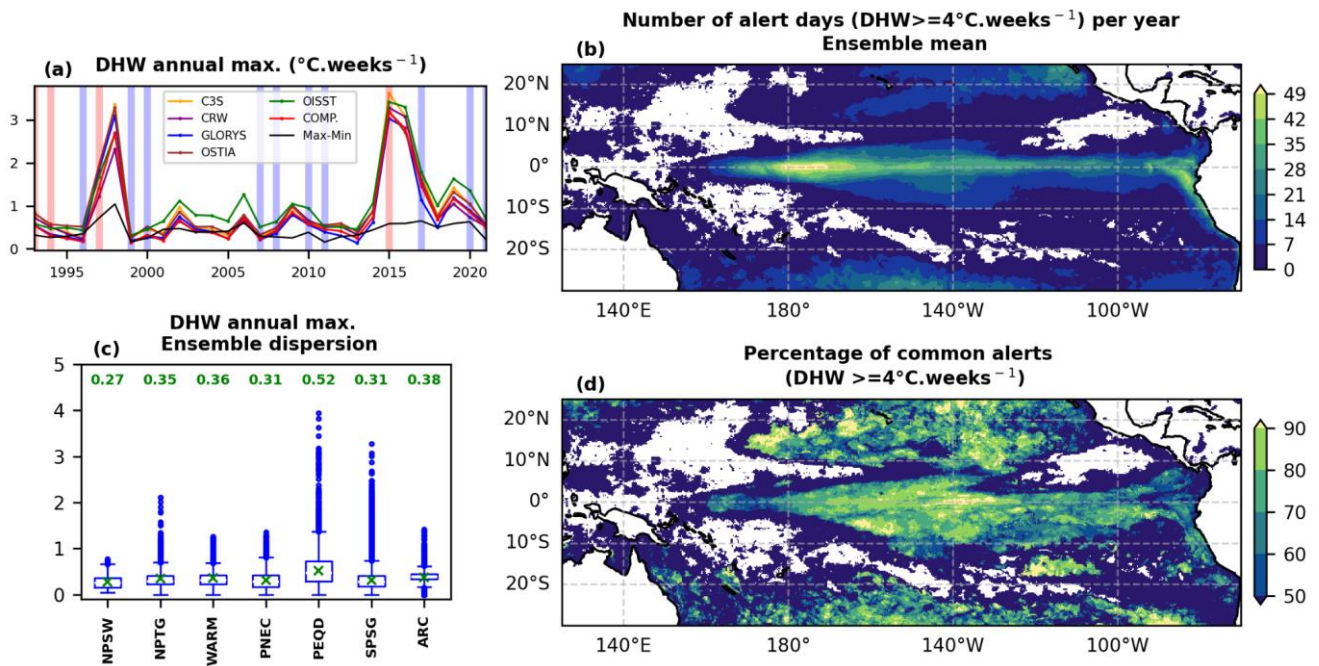 (a) DHW annual max. (°C.weeks⁻¹)
C3S
CRW
GLORYS
OSTIA
OISST
COMP.
Max-Min
3
2
1
0
1995 2000 2005 2010 2015 2020
Number of alert days (DHW>=4°C.weeks⁻¹) per year
(b) Ensemble mean
20°N
10°N
0°
10°S
20°S
140°E 180° 140°W 100°W
49
42
35
28
21
14
7
0
DHW annual max.
(c) Ensemble dispersion
5
4
3
2
1
0
0.27 0.35 0.36 0.31 0.52 0.31 0.38
NPSW NPTG WARM PNEC PEQD SPSG ARC
Percentage of common alerts
(d) (DHW >=4°C.weeks⁻¹)
20°N
10°N
0°
10°S
20°S
140°E 180° 140°W 100°W
90
80
70
60
50